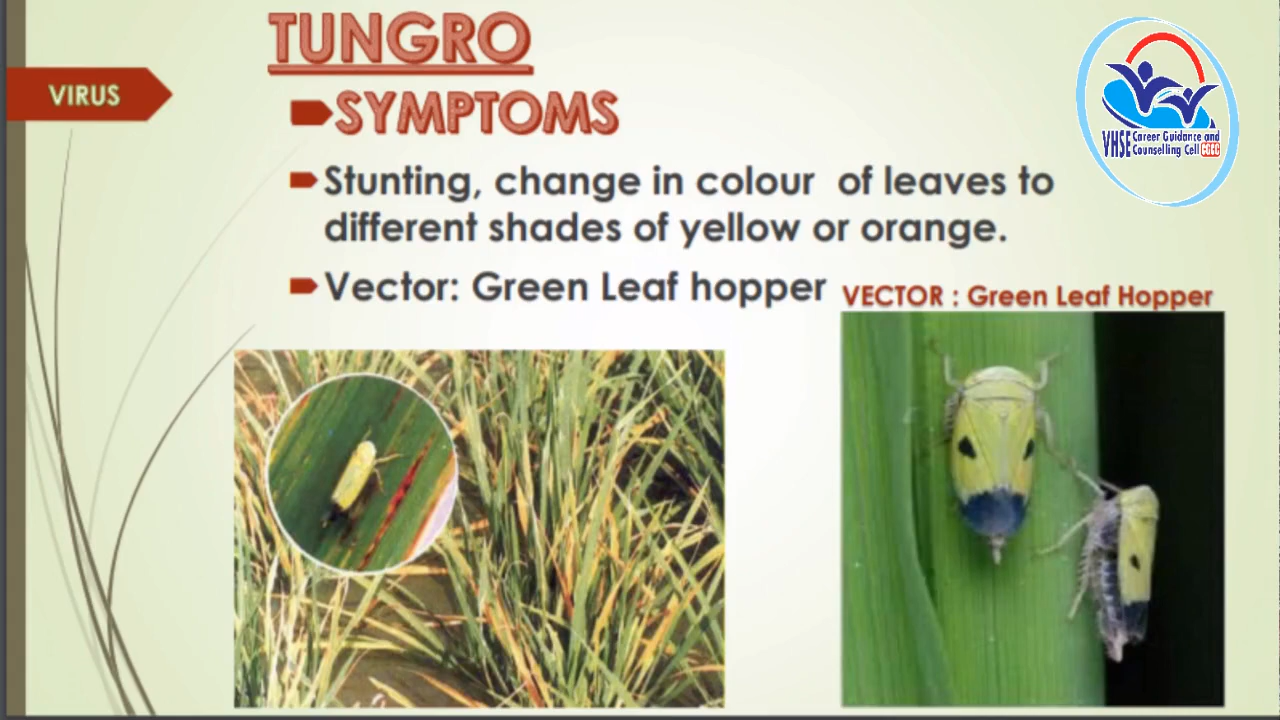 TUNGRO
VIRUS
SYMPTOMS
Stunting, change in colour of leaves to
different shades of yellow or orange.
Vector: Green Leaf hopper
VECTOR : Green Leaf Hopper
VHSE Career Guidance and
Counselling Cell CGCC